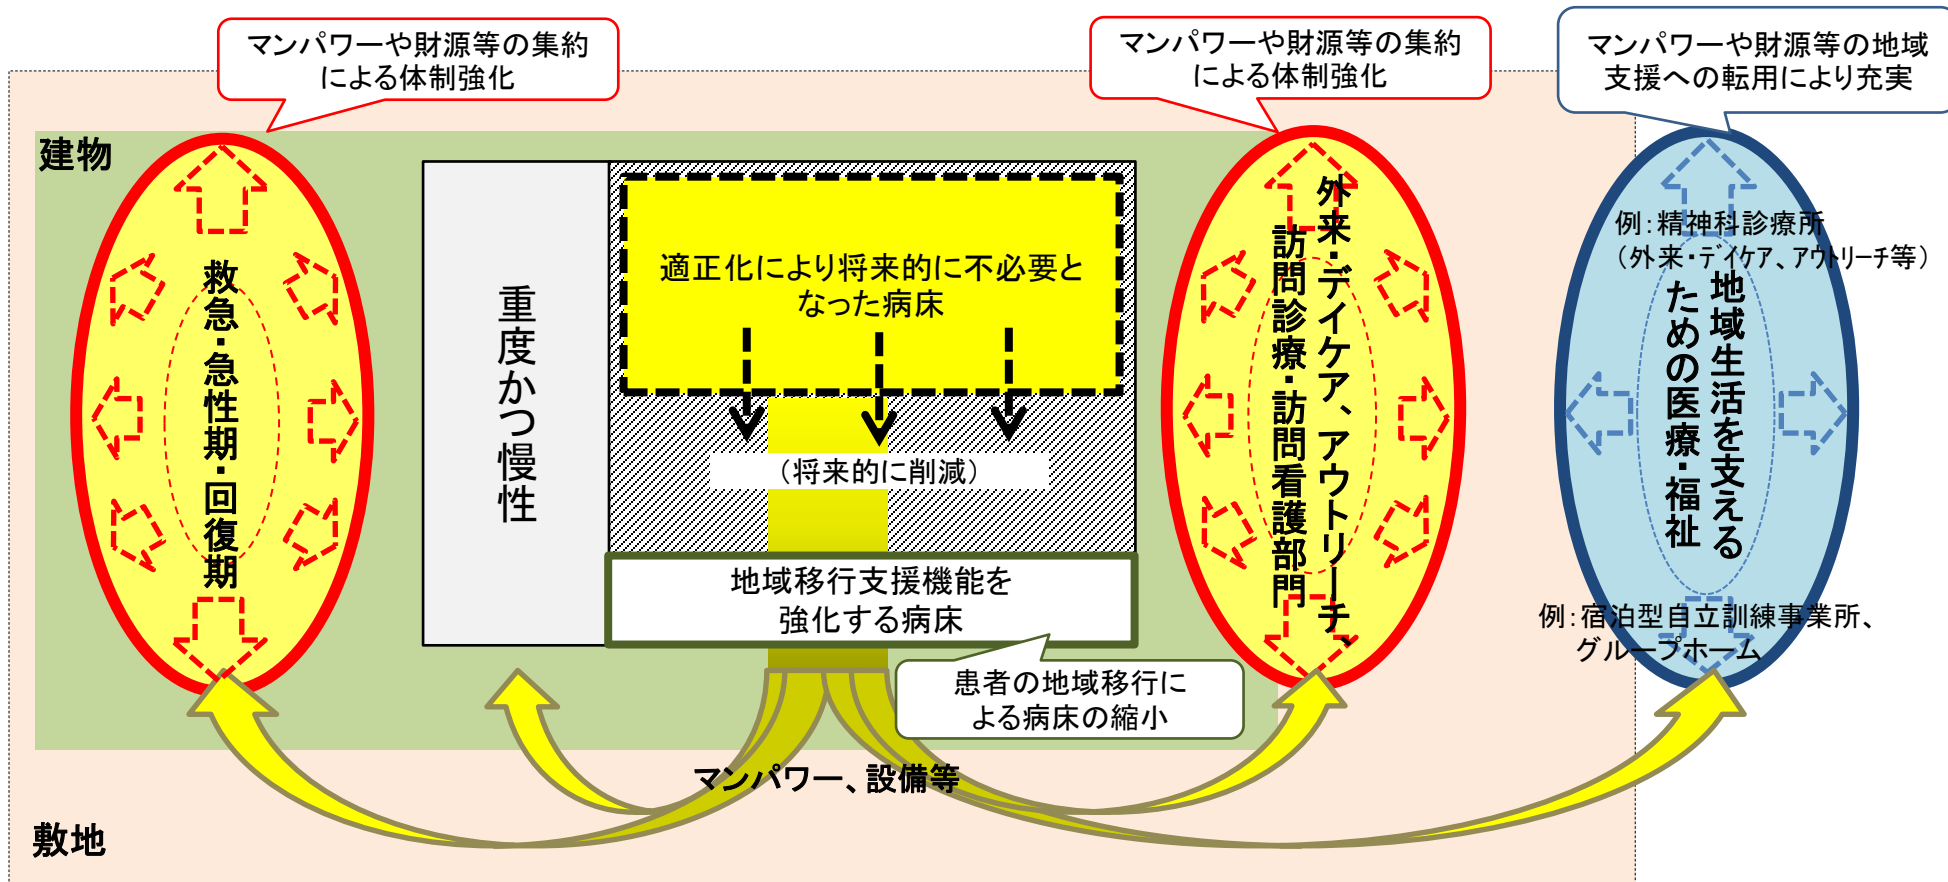 マンパワーや財源等の集約
による体制強化
マンパワーや財源等の集約
による体制強化
マンパワーや財源等の地域
支援への転用により充実
建物
救急・急性期・回復期
重度かつ慢性
適正化により将来的に不必要と
なった病床
（将来的に削減）
地域移行支援機能を
強化する病床
患者の地域移行に
よる病床の縮小
外来・デイケア、アウトリーチ、
訪問診療・訪問看護部門
例：精神科診療所
（外来・デイケア、アウトリーチ等）
地域生活を支える
ための医療・福祉
例：宿泊型自立訓練事業所、
グループホーム
マンパワー、設備等
敷地